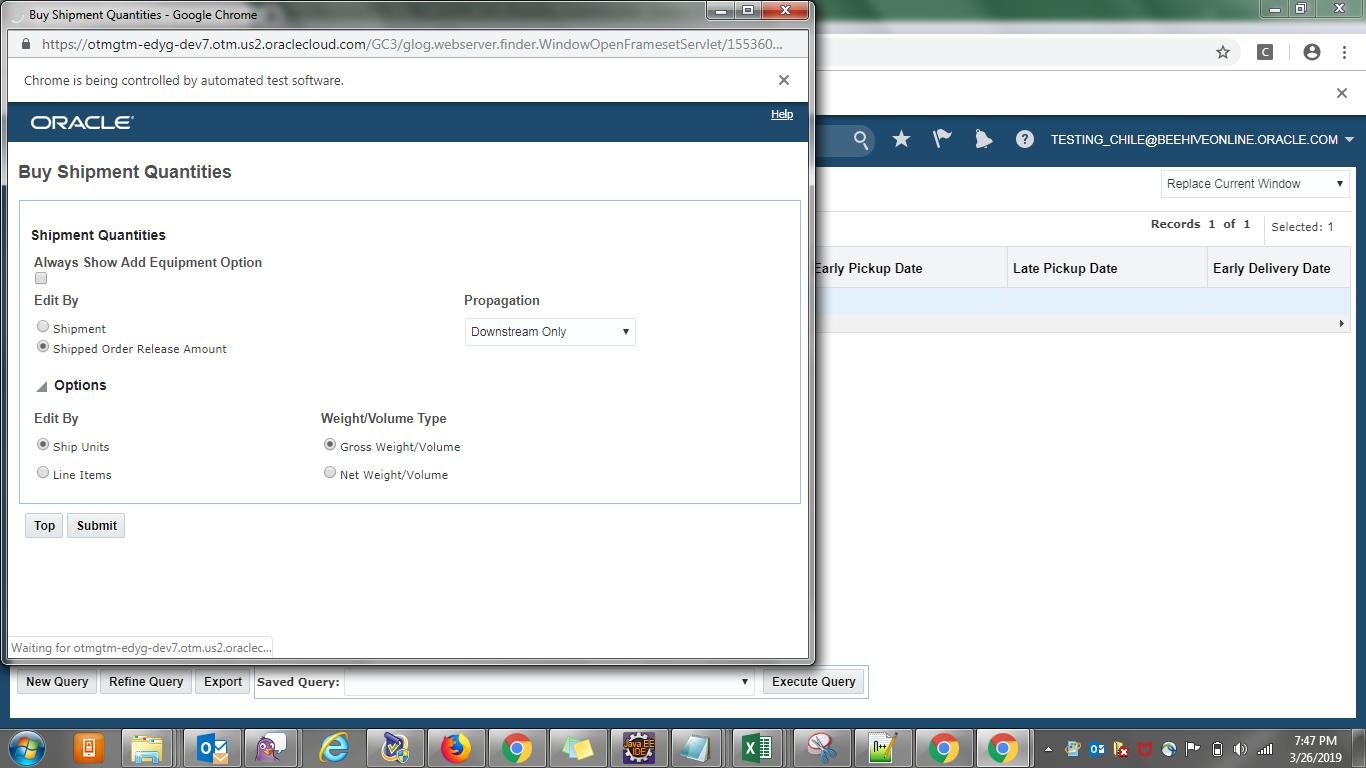 Buy Shipment Quantities - Google Chrome
https://otmgtm-edyg-dev7.otm.us2.oraclecloud.com/GC3/glog.webserver.finder.WindowOpenFramesetServlet/155360...
Chrome is being controlled by automated test software.
ORACLE
Help
Buy Shipment Quantities
Shipment Quantities
Always Show Add Equipment Option
Edit By
Propagation
Shipment
Downstream Only
Shipped Order Release Amount
Options
Edit By
Weight/Volume Type
Ship Units
Gross Weight/Volume
Line Items
Net Weight/Volume
Top
Submit
Waiting for otmgtm-edyg-dev7.otm.us2.oraclec...
C
TESTING_CHILE@BEEHIVEONLINE.ORACLE.COM
Replace Current Window
Records 1 of 1
Selected: 1
Early Pickup Date
Late Pickup Date
Early Delivery Date
New Query
Refine Query
Export
Saved Query:
Execute Query
Java EE
IDE
7:47 PM
3/26/2019